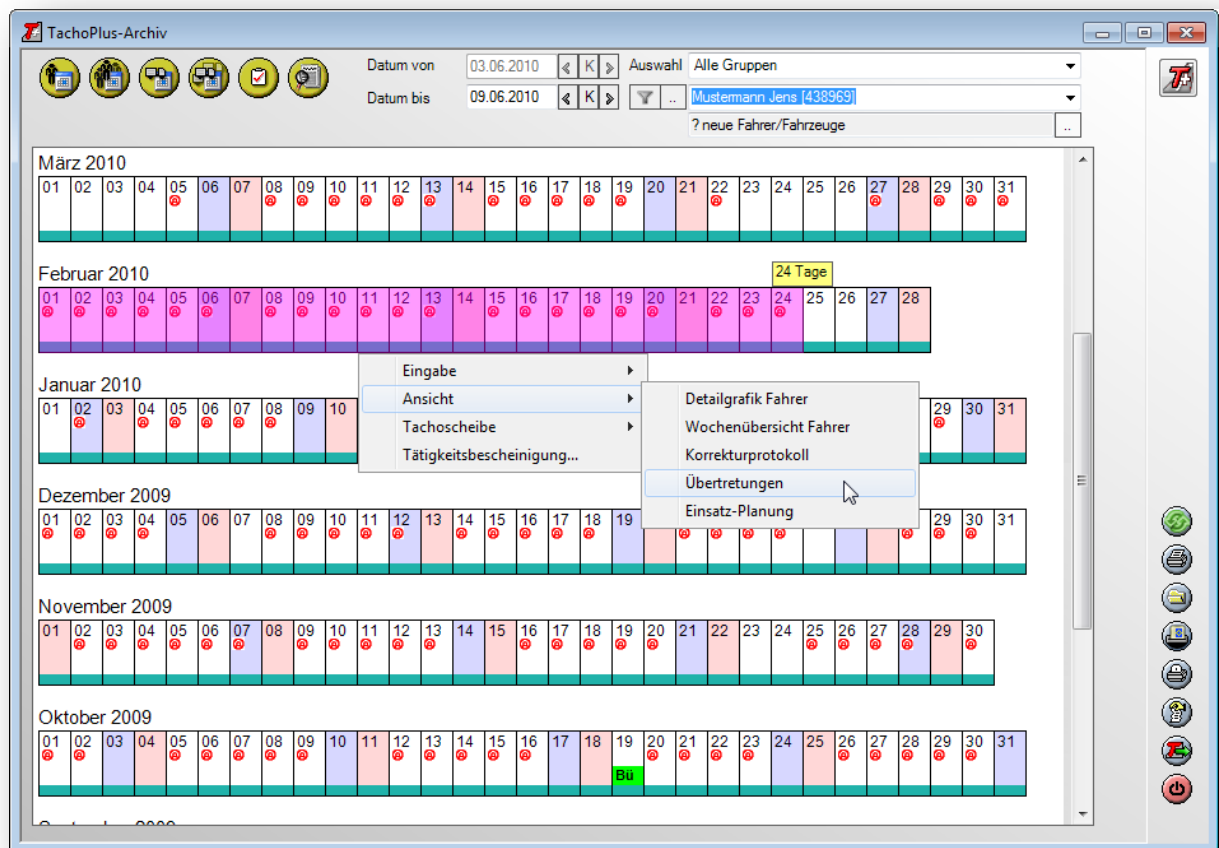 TachoPlus-Archiv
Datum von 03.06.2010 K Auswahl Alle Gruppen
Datum bis 09.06.2010 K .. Mustermann Jens [438969]
? neue Fahrer/Fahrzeuge ..
März 2010
01 02 03 04 05 06 07 08 09 10 11 12 13 14 15 16 17 18 19 20 21 22 23 24 25 26 27 28 29 30 31
Februar 2010
24 Tage
01 02 03 04 05 06 07 08 09 10 11 12 13 14 15 16 17 18 19 20 21 22 23 24 25 26 27 28
Eingabe
Januar 2010
Ansicht
Detailgrafik Fahrer
01 02 03 04 05 06 07 08 09 10 29 30 31
Tachoscheibe
Wochenübersicht Fahrer
Tätigkeitsbescheinigung...
Korrekturprotokoll
Übertretungen
Dezember 2009
Einsatz-Planung
01 02 03 04 05 06 07 08 09 10 11 12 13 14 15 16 17 18 19 29 30 31
November 2009
01 02 03 04 05 06 07 08 09 10 11 12 13 14 15 16 17 18 19 20 21 22 23 24 25 26 27 28 29 30
Oktober 2009
01 02 03 04 05 06 07 08 09 10 11 12 13 14 15 16 17 18 19 20 21 22 23 24 25 26 27 28 29 30 31
Bü